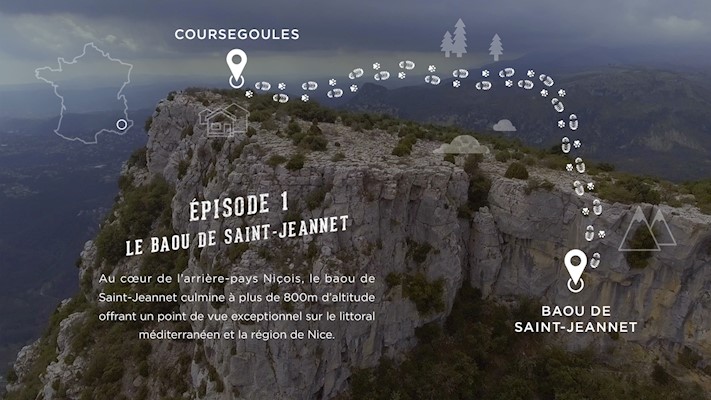 COURSEGOULES
ÉPISODE 1
LE BAOU DE SAINT-JEANNET
Au cœur de l'arrière-pays Niçois, le baou de
Saint-Jeannet culmine à plus de 800m d'altitude
offrant un point de vue exceptionnel sur le littoral
méditerranéen et la région de Nice.
BAOU DE
SAINT-JEANNET